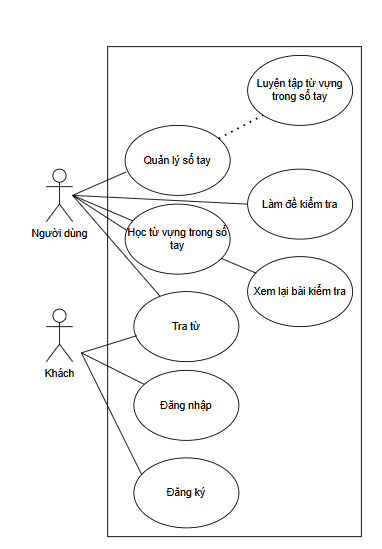 Luyện tập từ vựng
trong sổ tay
Quản lý sổ tay
Làm đề kiểm tra
Người dùng
Học từ vựng trong sổ
tay
Xem lại bài kiểm tra
Tra từ
Khách
Đăng nhập
Đăng ký